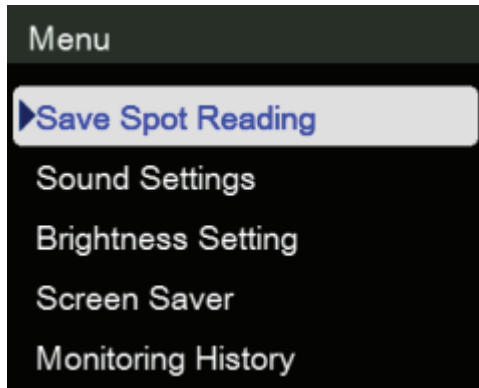 Menu
Save Spot Reading
Sound Settings
Brightness Setting
Screen Saver
Monitoring History